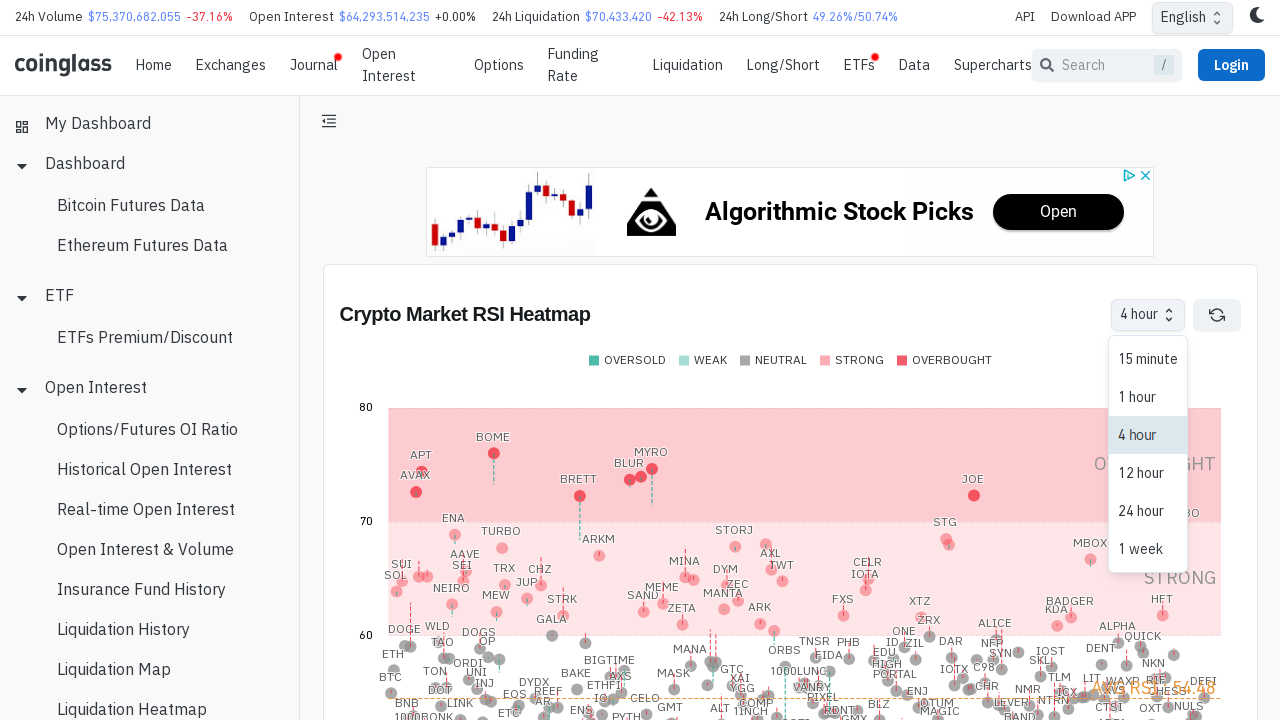 24h Volume $75,370,682,055 -37.16% Open Interest $64,293,514,235 +0.00% 24h Liquidation $70,433,420 -42.13% 24h Long/Short 49.26%/50.74% API Download APP English
coinglass Home Exchanges Journal Open Interest Options Funding Rate Liquidation Long/Short ETFs Data Supercharts Search / Login
My Dashboard
Dashboard
Bitcoin Futures Data
Ethereum Futures Data
ETF
ETFs Premium/Discount
Open Interest
Options/Futures OI Ratio
Historical Open Interest
Real-time Open Interest
Open Interest & Volume
Insurance Fund History
Liquidation History
Liquidation Map
Liquidation Heatmap
Algorithmic Stock Picks Open
Crypto Market RSI Heatmap 4 hour
15 minute
1 hour
4 hour
12 hour
24 hour
1 week
OVERSOLD WEAK NEUTRAL STRONG OVERBOUGHT
80
BOME
MYRO
APT
BLUR
AVAX
BRETT
JOE
70
ENA
STG
TURBO
STORJ
ARKM
MBOX
STRONG
AAVE
AXL
SUI
SEI
MINA
CELR
TWT
TRX
CHZ
DYM
SOL
IOTA
JUP
ZEC
NEIRO
MEME
MEW
SAND
MANTA
STRK
ZETA
ARK
FXS
XTZ
BADGER
HFT
KDA
GALA
ZRX
ALICE
60
DOGE
WLD
DOGS
ONE
ALPHA
TAO
OP
TNSR
PHB
ID
ZIL
DAR
NFP
QUICK
ETH
MANA
ORBS
EIDA
EDU
SYN
IOST
DENT
ORDI
BIGTIME
HIGH
SKL
NKN
BTC
TON
UNI
BAKE
AXS
MASK
GTC
1000LUNC
PORTAL
IOTX
C98
TLM
DOT
INJ
DYDX
ETHFI
XAI
VANRY
CHR
NMR
ICX
LIT
RIF
DEFI
EOS
REEF
CELO
YGG
PIXEL
ENJ
LINK
AR
GMT
COMP
BLZ
QTUM
LEVER
NTRN
CTSI
OXT
NULS
BNB
ETC
ENS
PYTH
ALT
1INCH
GMX
MAGIC
BAND